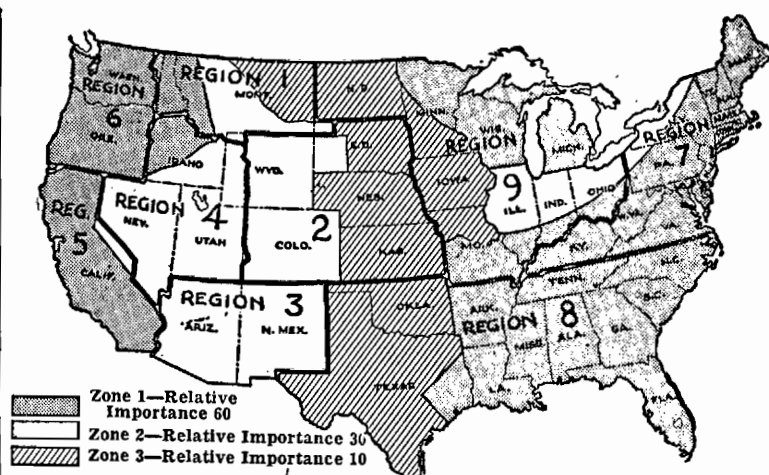 WASH.
REGION
6
ORE.
REGION 1
MONT.
IDAHO
N.D.
S.D.
WYO.
NEB.
COLO. 2
KAS.
REG.
5
CALIF.
REGION
4
NEV.
UTAH
REGION 3
ARIZ.
N. MEX.
OKLA.
TEXAS
MINN.
WIS.
REGION
9
MICH.
IOWA
ILL.
IND.
OHIO
MO.
KY.
N.Y.
REGION
7
PA.
W.VA.
VA.
N.C.
TENN.
S.C.
ARK.
REGION 8
MISS.
ALA.
GA.
LA.
FLA.
Zone 1—Relative
Importance 60
Zone 2—Relative Importance 30
Zone 3—Relative Importance 10